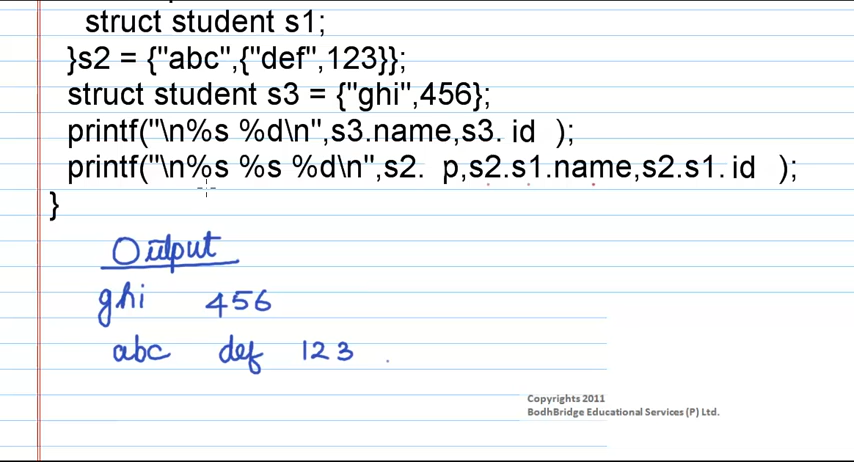 struct student s1;
}s2 = {"abc",{"def",123}};
struct student s3 = {"ghi",456};
printf("\n%s %d\n",s3.name,s3. id );
printf("\n%s %s %d\n",s2. p,s2.s1.name,s2.s1. id );
}
Output
ghi 456
abc def 123 .
Copyrights 2011
BodhBridge Educational Services (P) Ltd.